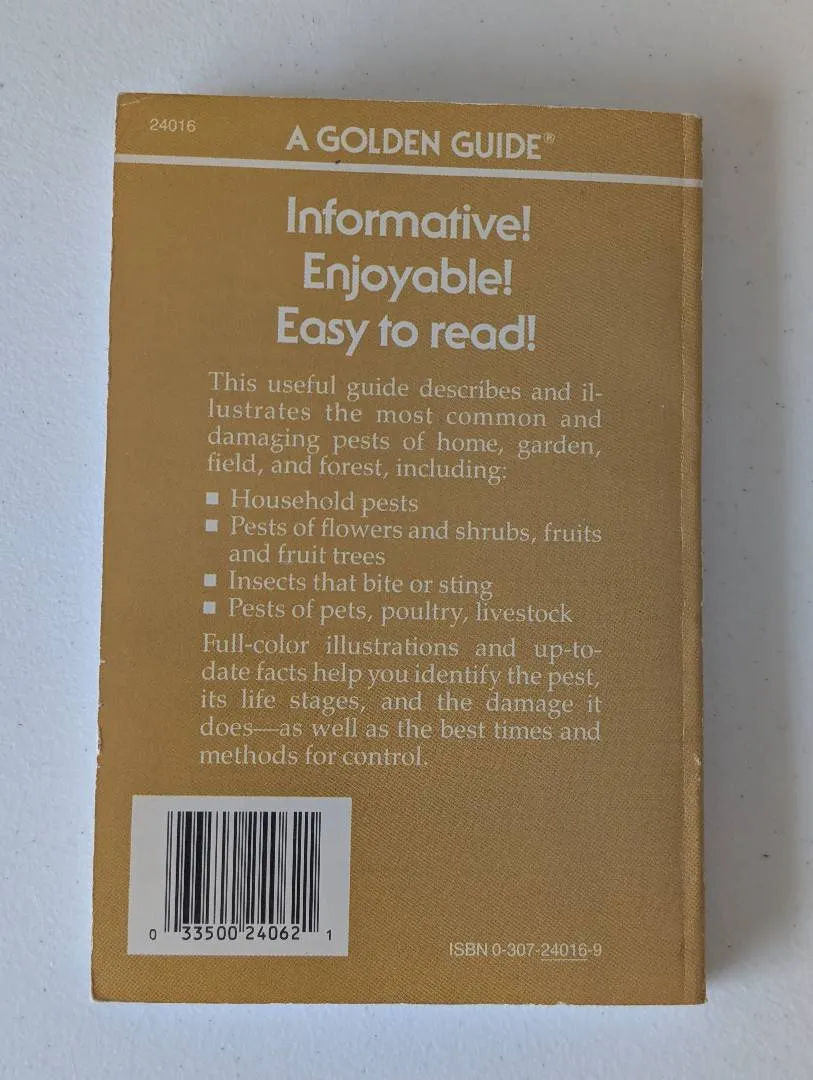 24016
A GOLDEN GUIDE®
Informative!
Enjoyable!
Easy to read!
This useful guide describes and il-
lustrates the most common and
damaging pests of home, garden,
field, and forest, including:
■ Household pests
■ Pests of flowers and shrubs, fruits
and fruit trees
■ Insects that bite or sting
■ Pests of pets, poultry, livestock
Full-color illustrations and up-to-
date facts help you identify the pest,
its life stages, and the damage it
does—as well as the best times and
methods for control.
0 33500 24062 1
ISBN 0-307-24016-9